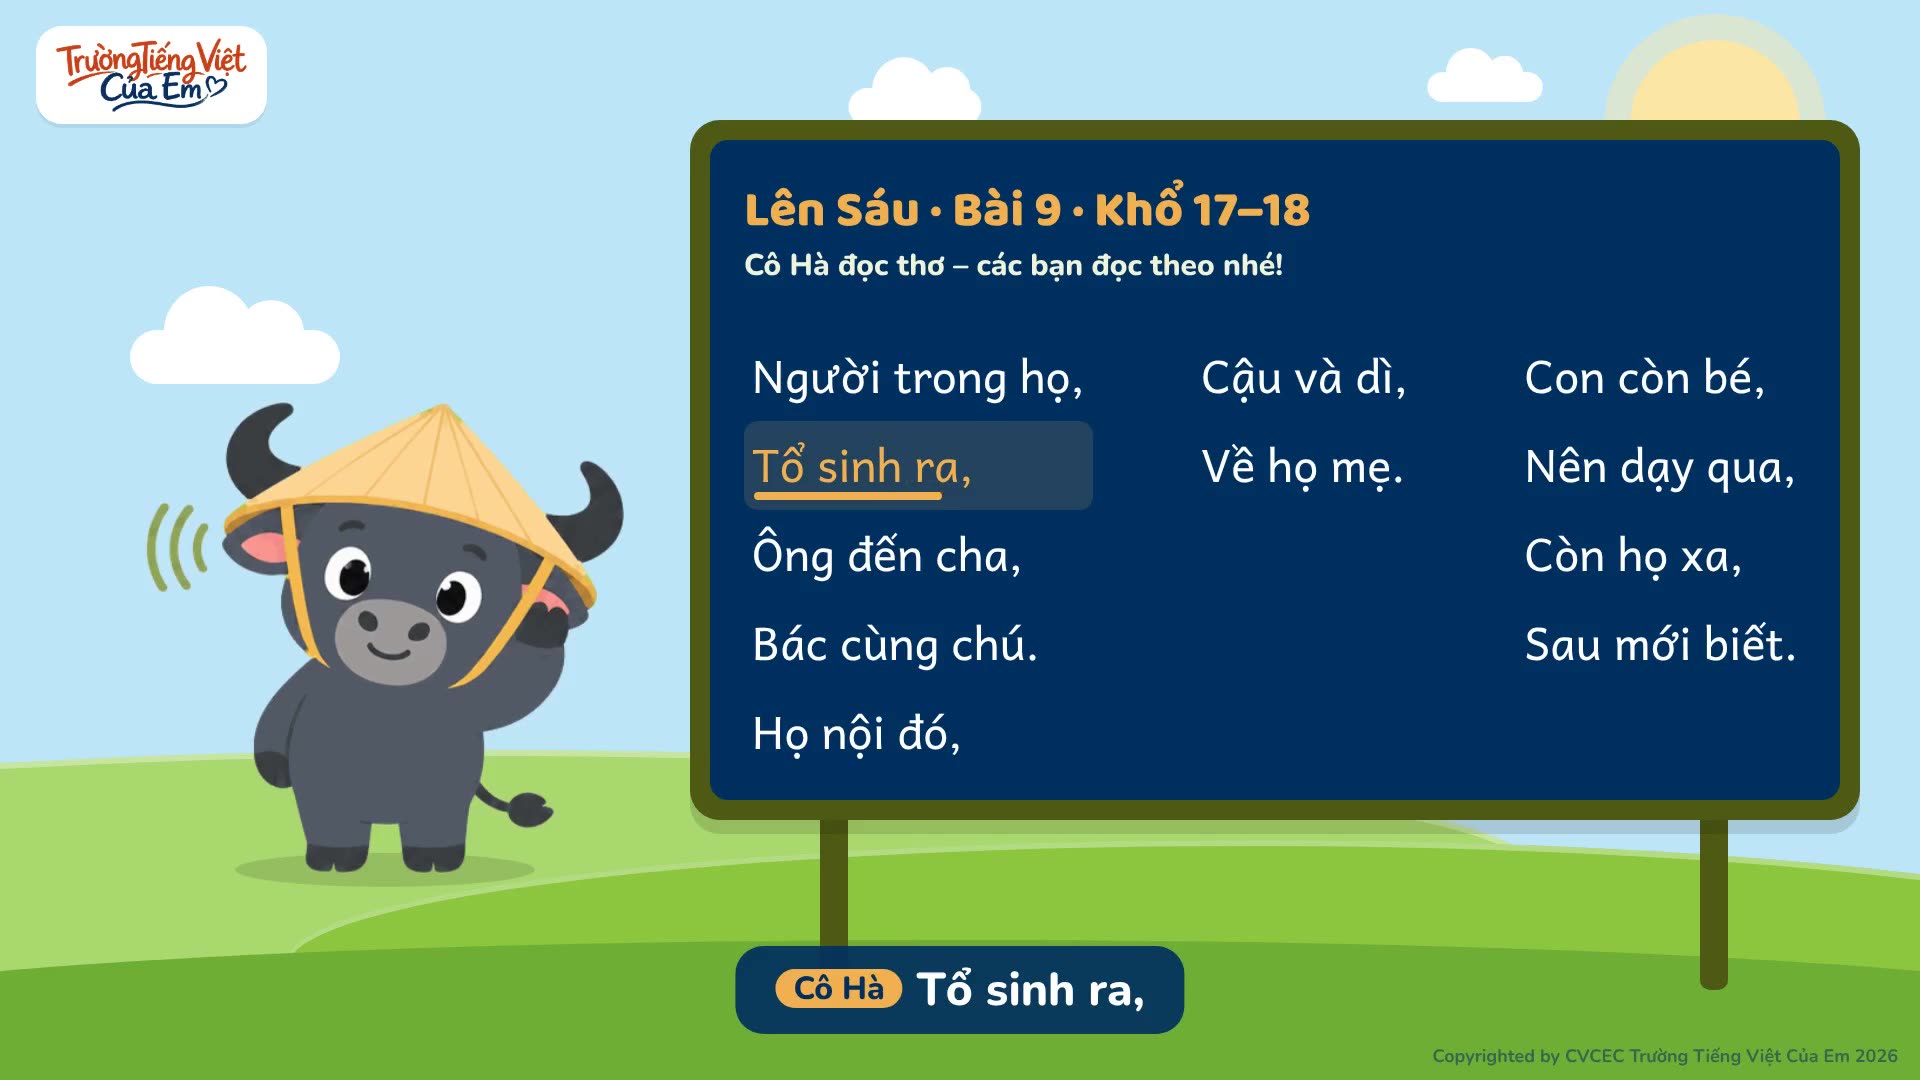 Trường Tiếng Việt
Của Em
Lên Sáu · Bài 9 · Khổ 17–18
Cô Hà đọc thơ – các bạn đọc theo nhé!
Người trong họ,
Tổ sinh ra,
Ông đến cha,
Bác cùng chú.
Họ nội đó,
Cậu và dì,
Về họ mẹ.
Con còn bé,
Nên dạy qua,
Còn họ xa,
Sau mới biết.
Cô Hà Tổ sinh ra,
Copyrighted by CVCEC Trường Tiếng Việt Của Em 2026